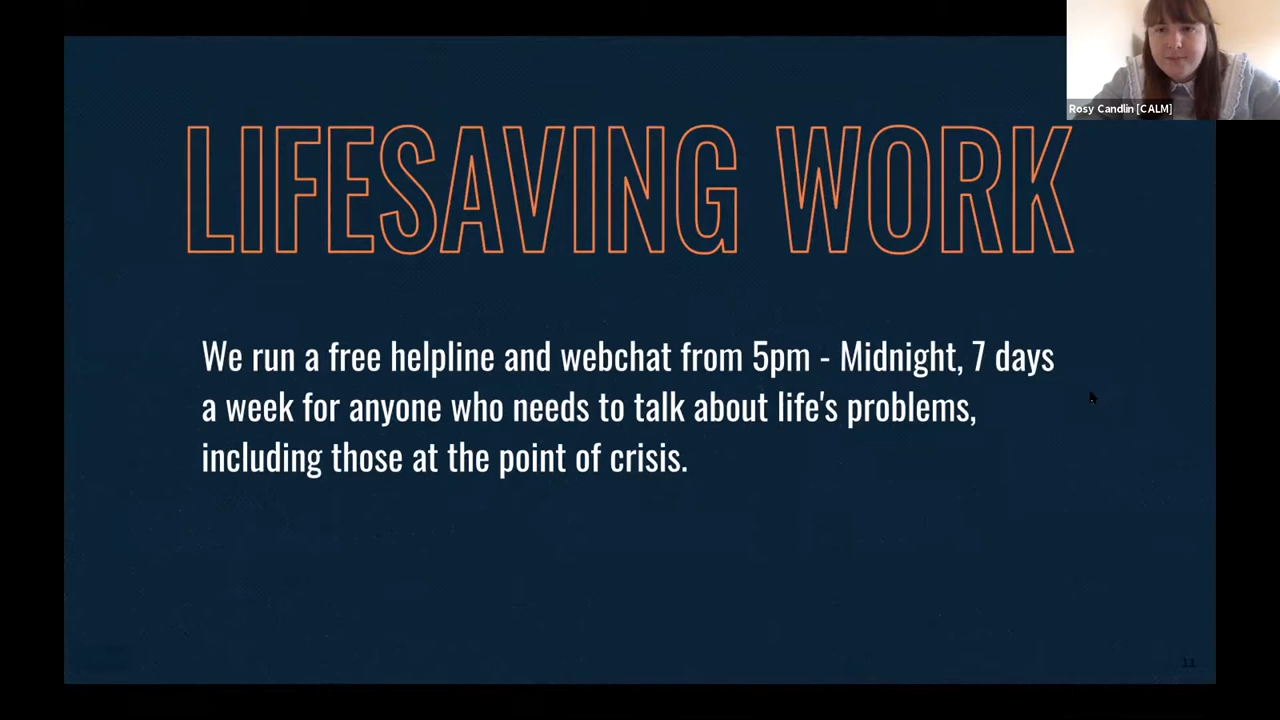 Rosy Candlin [CALM]
LIFESAVING WORK
We run a free helpline and webchat from 5pm - Midnight, 7 days
a week for anyone who needs to talk about life's problems,
including those at the point of crisis.
11